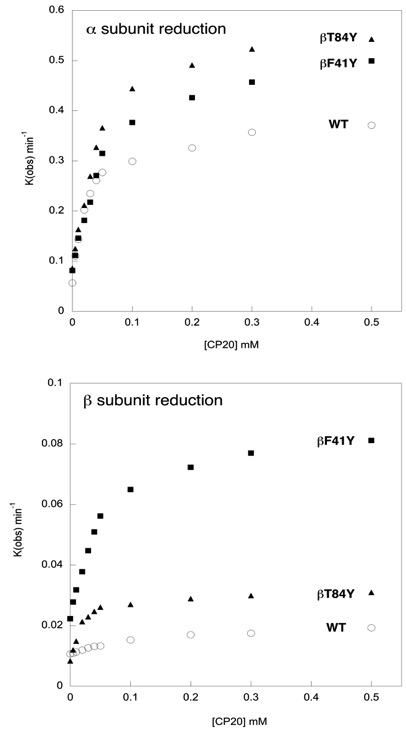 α subunit reduction
βT84Y
βF41Y
WT
K(obs) min⁻¹
0.6
0.5
0.4
0.3
0.2
0.1
0
0 0.1 0.2 0.3 0.4 0.5
[CP20] mM
β subunit reduction
βF41Y
βT84Y
WT
K(obs) min⁻¹
0.1
0.08
0.06
0.04
0.02
0
0 0.1 0.2 0.3 0.4 0.5
[CP20] mM